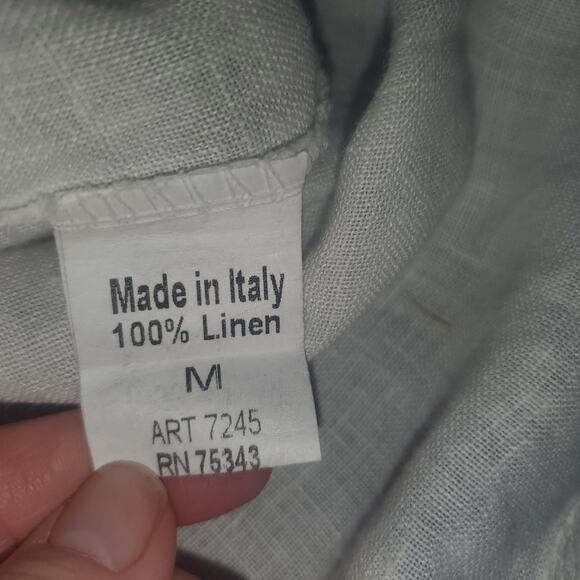 Made in Italy
100% Linen
M
ART 7245
RN 75343